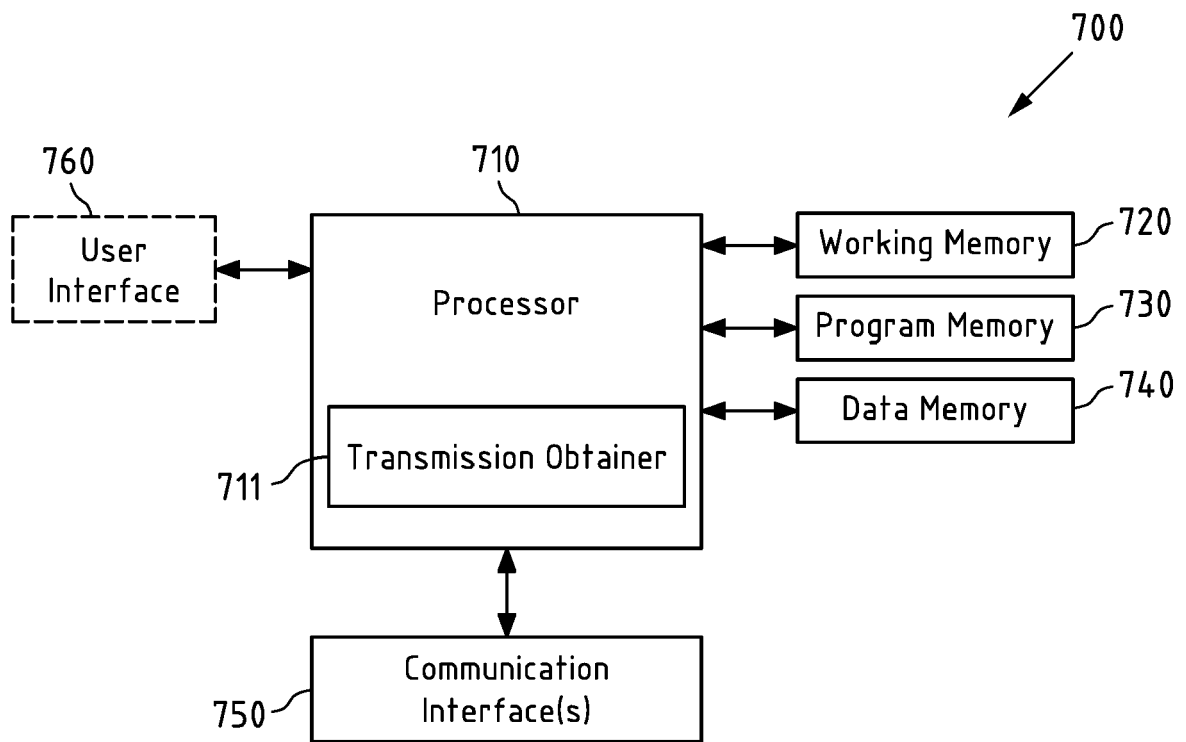 700
760
710
User
Interface
Processor
Working Memory
720
Program Memory
730
Data Memory
740
Transmission Obtainer
711
Communication
Interface(s)
750